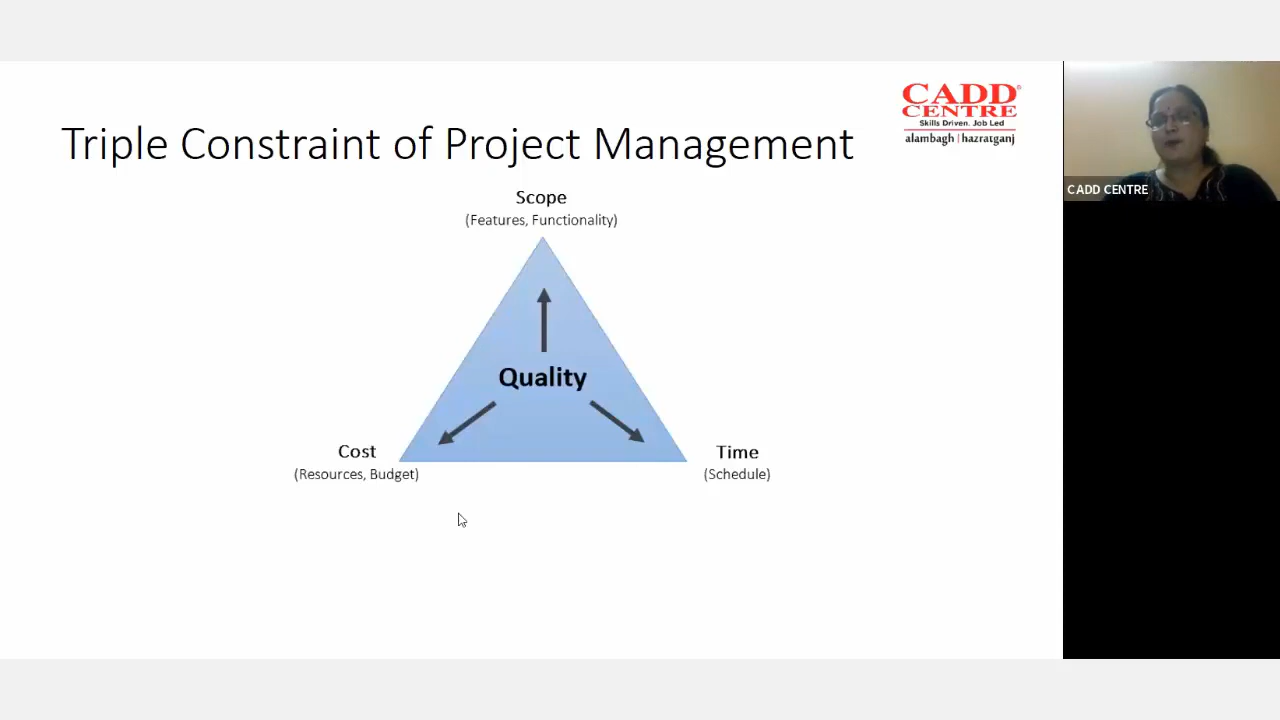 CADD
CENTRE
Skills Driven. Job Led
alambagh | hazratganj
Triple Constraint of Project Management
CADD CENTRE
Scope
(Features, Functionality)
Quality
Cost
(Resources, Budget)
Time
(Schedule)